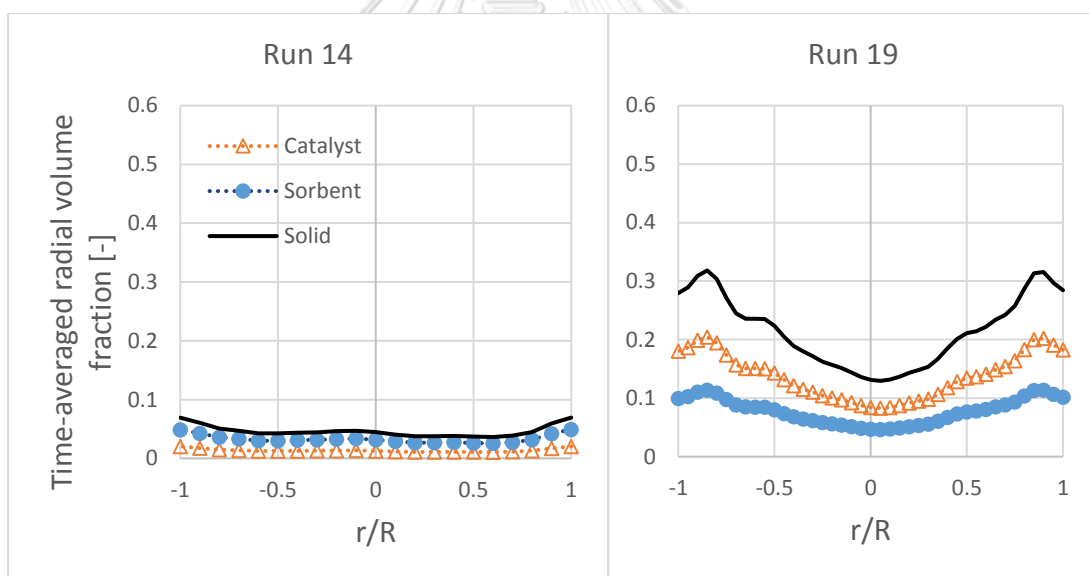 Run 14
Time-averaged radial volume
fraction [-]
0.6
0.5
0.4
0.3
0.2
0.1
0
Catalyst
Sorbent
Solid
-1 -0.5 0 0.5 1
r/R
Run 19
0.6
0.5
0.4
0.3
0.2
0.1
0
-1 -0.5 0 0.5 1
r/R